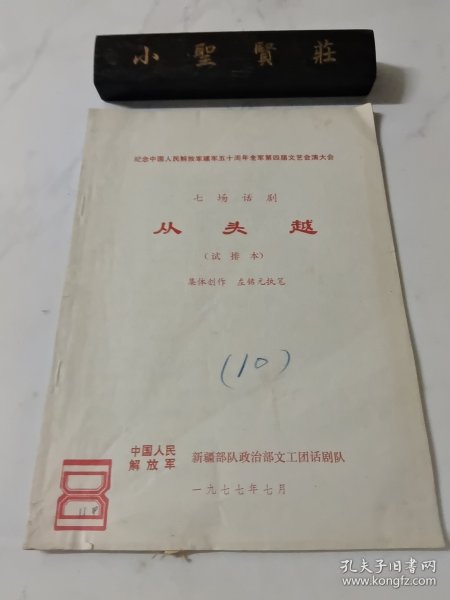 小聖賢莊
纪念中国人民解放军建军五十周年全军第四届文艺会演大会
七场话剧
从头越
（试排本）
集体创作 左铭元执笔
(10)
中国人民
解放军 新疆部队政治部文工团话剧队
一九七七年七月
孔夫子旧书网
www.kongfz.com